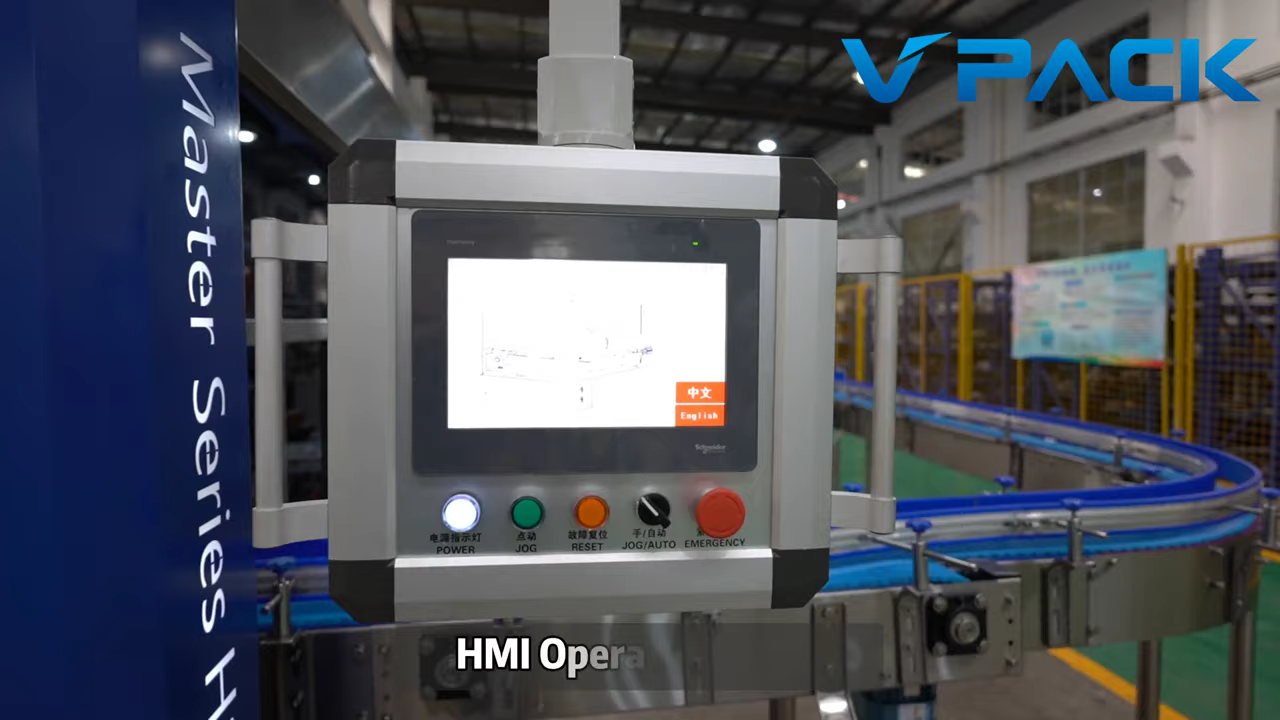 V PACK
Master Series H
中文
English
Schneider
电源指示灯
POWER
点动
JOG
故障复位
RESET
手/自动
JOG/AUTO
EMERGENCY
HMI Opera